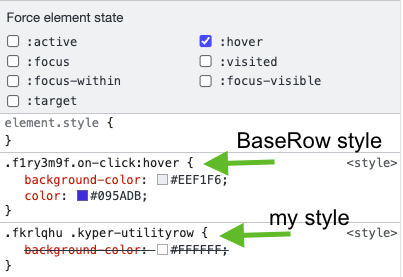 Force element state
:active :hover
:focus :visited
:focus-within :focus-visible
:target
element.style {
}
BaseRow style
.f1ry3m9f.on-click:hover { <style>
background-color: #EEF1F6;
color: #095ADB;
}
my style
.fkrlqhu .kyper-utilityrow { <style>
background-color: #FFFFFF;
}